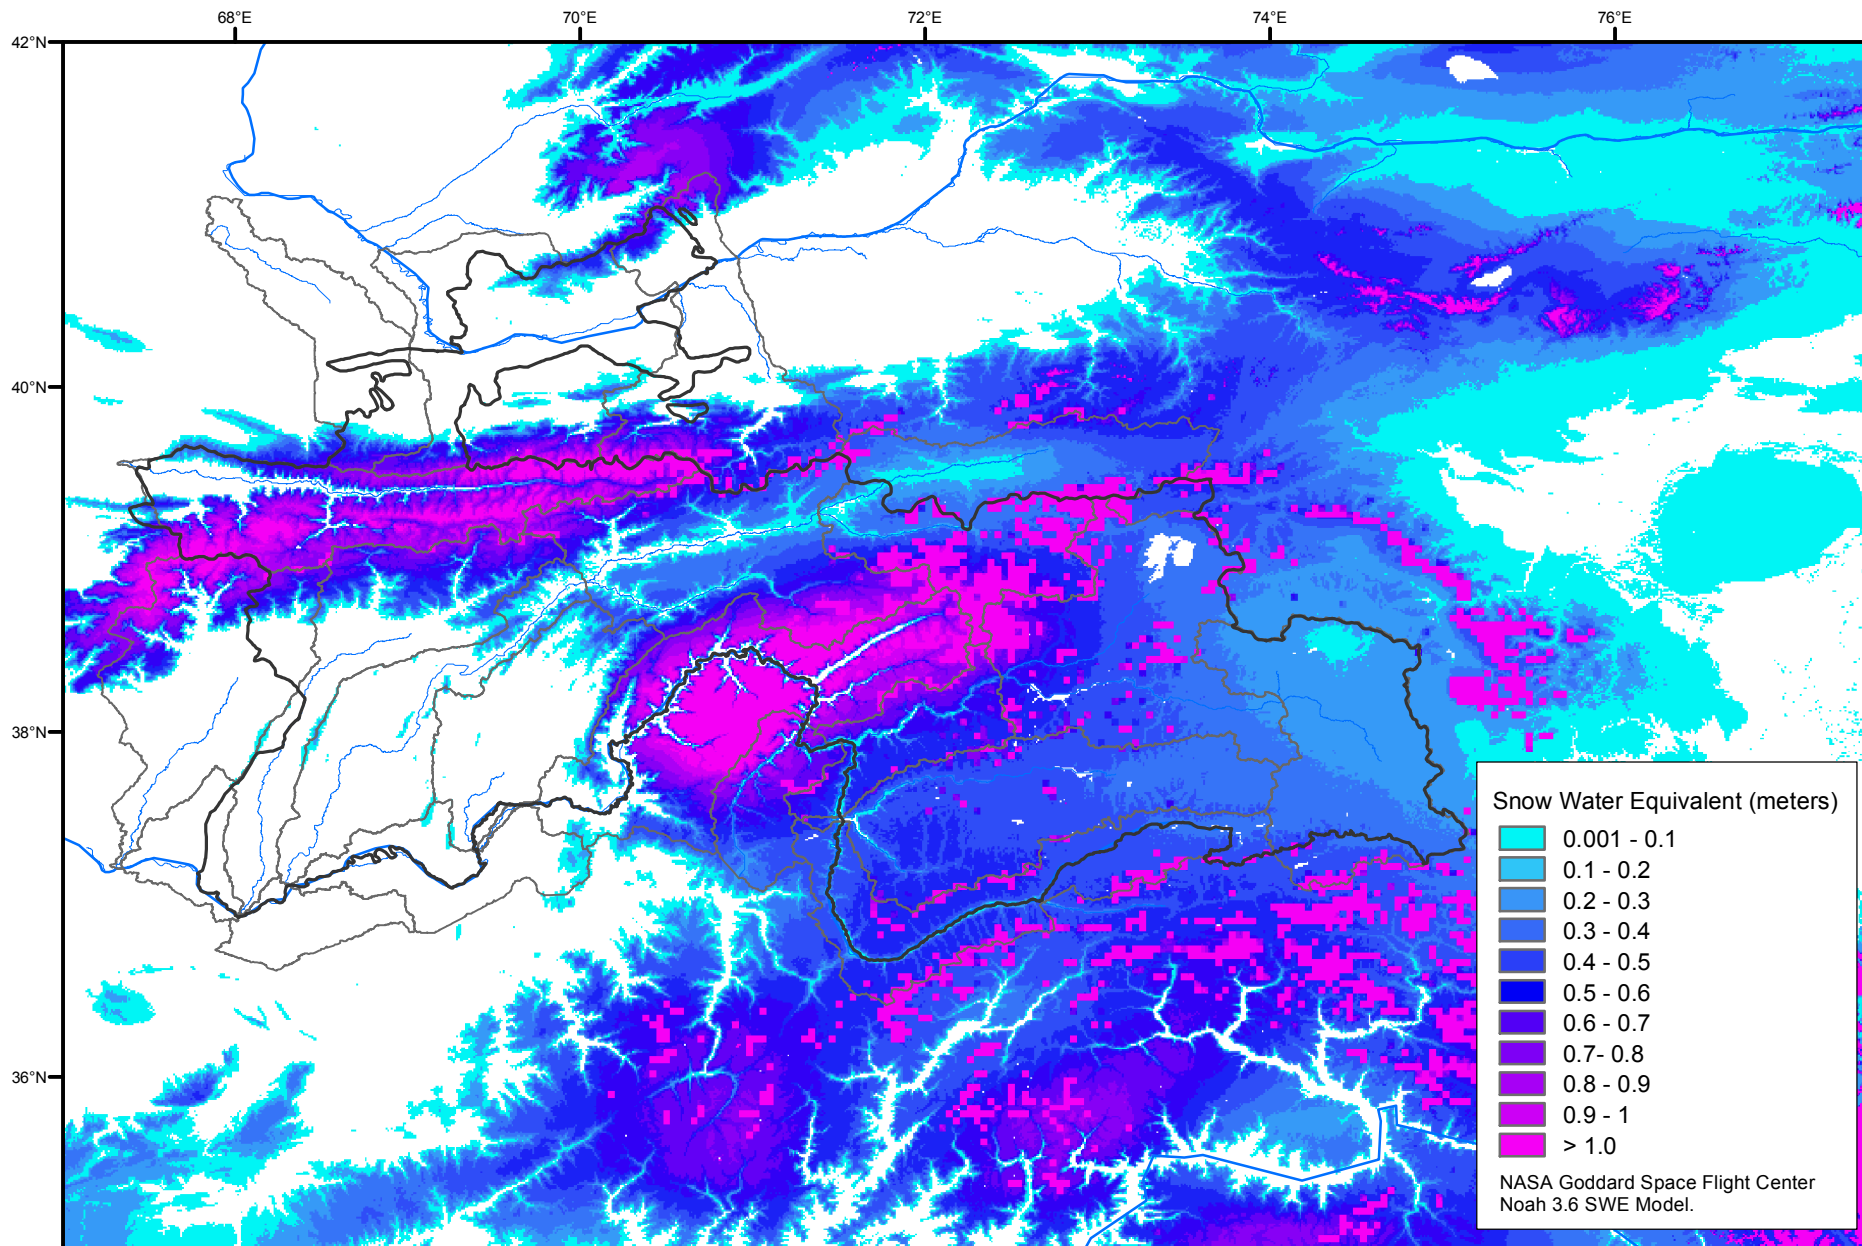 68°E
70°E
72°E
74°E
76°E
42°N
40°N
38°N
36°N
Snow Water Equivalent (meters)
0.001 - 0.1
0.1 - 0.2
0.2 - 0.3
0.3 - 0.4
0.4 - 0.5
0.5 - 0.6
0.6 - 0.7
0.7- 0.8
0.8 - 0.9
0.9 - 1
> 1.0
NASA Goddard Space Flight Center
Noah 3.6 SWE Model.